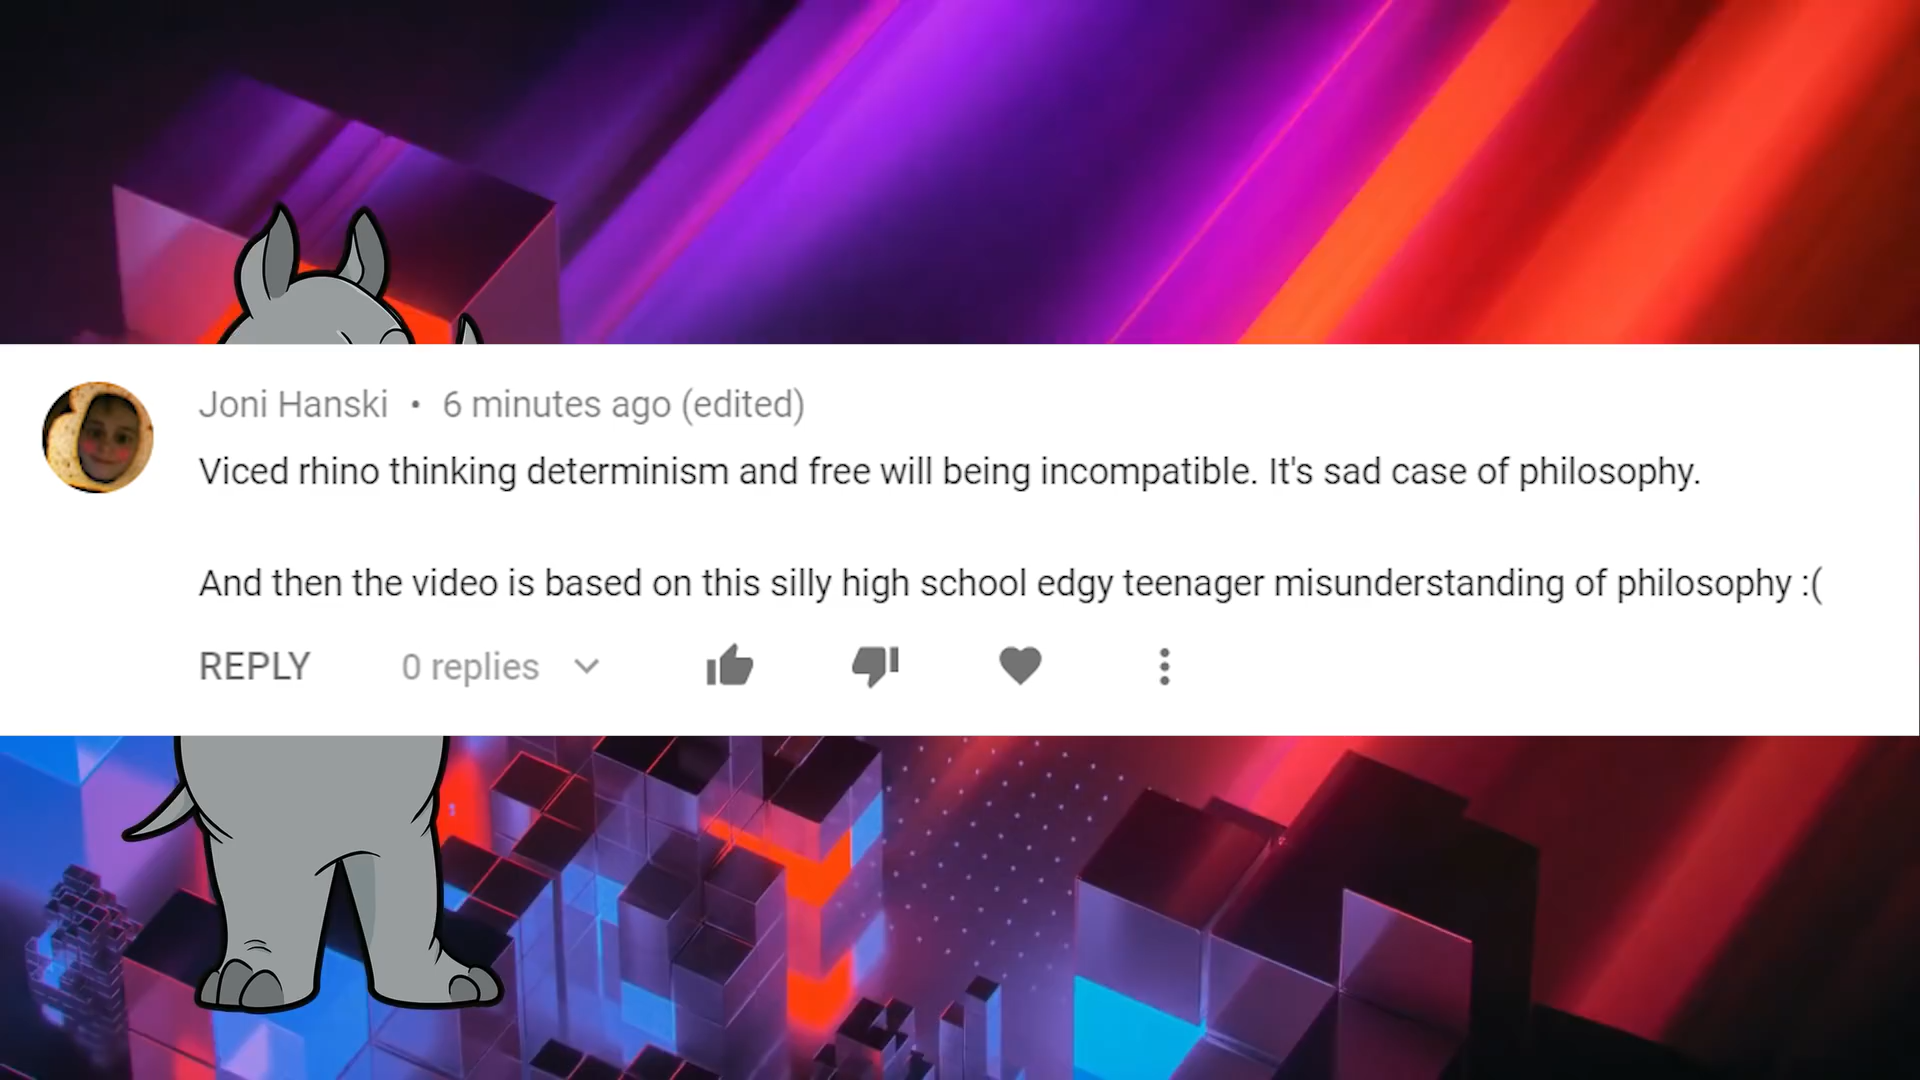 Joni Hanski • 6 minutes ago (edited)
Viced rhino thinking determinism and free will being incompatible. It's sad case of philosophy.
And then the video is based on this silly high school edgy teenager misunderstanding of philosophy :(
REPLY 0 replies